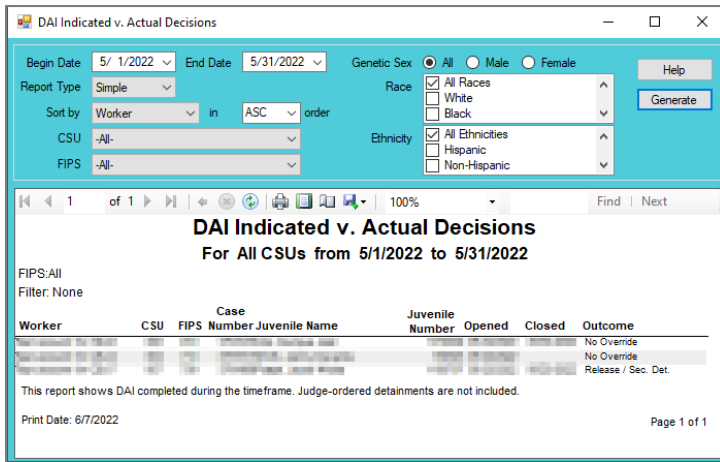 DAI Indicated v. Actual Decisions
Begin Date 5/ 1/2022 End Date 5/31/2022 Genetic Sex All Male Female Help
Report Type Simple Race All Races
White
Black
Generate
Sort by Worker in ASC order
CSU -All- Ethnicity All Ethnicities
Hispanic
Non-Hispanic
FIPS -All-
1 of 1 100% Find | Next
DAI Indicated v. Actual Decisions
For All CSUs from 5/1/2022 to 5/31/2022
FIPS:All
Filter: None
Worker CSU FIPS Case Number Juvenile Name Juvenile Number Opened Closed Outcome
No Override
No Override
Release / Sec. Det.
This report shows DAI completed during the timeframe. Judge-ordered detainments are not included.
Print Date: 6/7/2022 Page 1 of 1